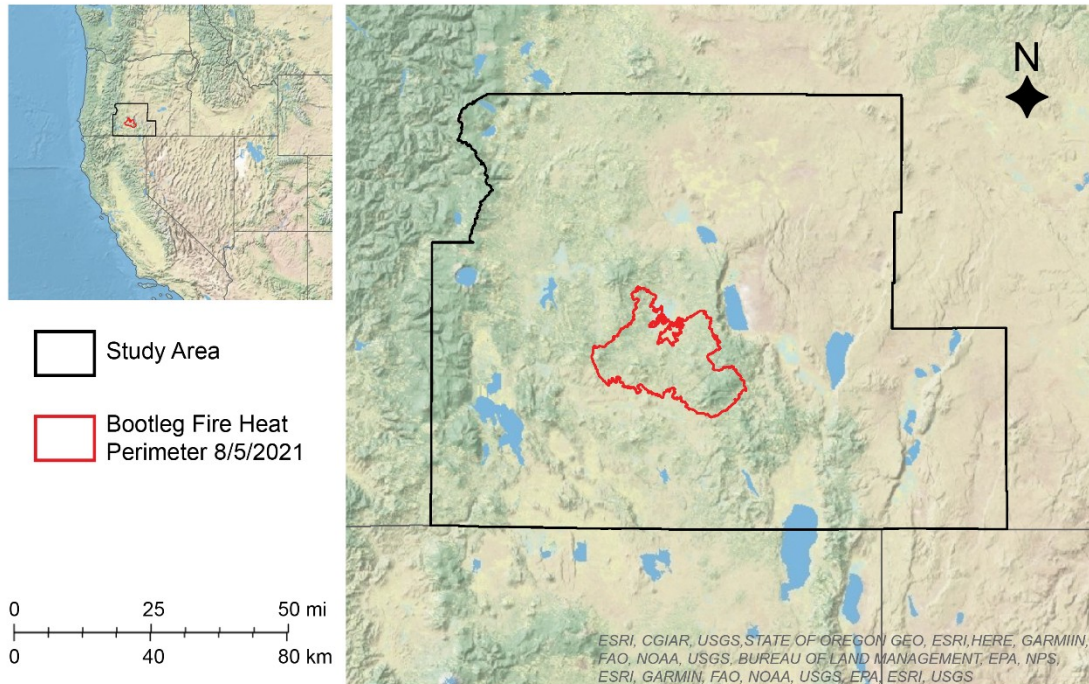 N
Study Area
Bootleg Fire Heat
Perimeter 8/5/2021
0 25 50 mi
0 40 80 km
ESRI, CGIAR, USGS,STATE OF OREGON GEO, ESRI,HERE, GARMIIN,
FAO, NOAA, USGS, BUREAU OF LAND MANAGEMENT, EPA, NPS,
ESRI, GARMIN, FAO, NOAA, USGS, EPA, ESRI, USGS